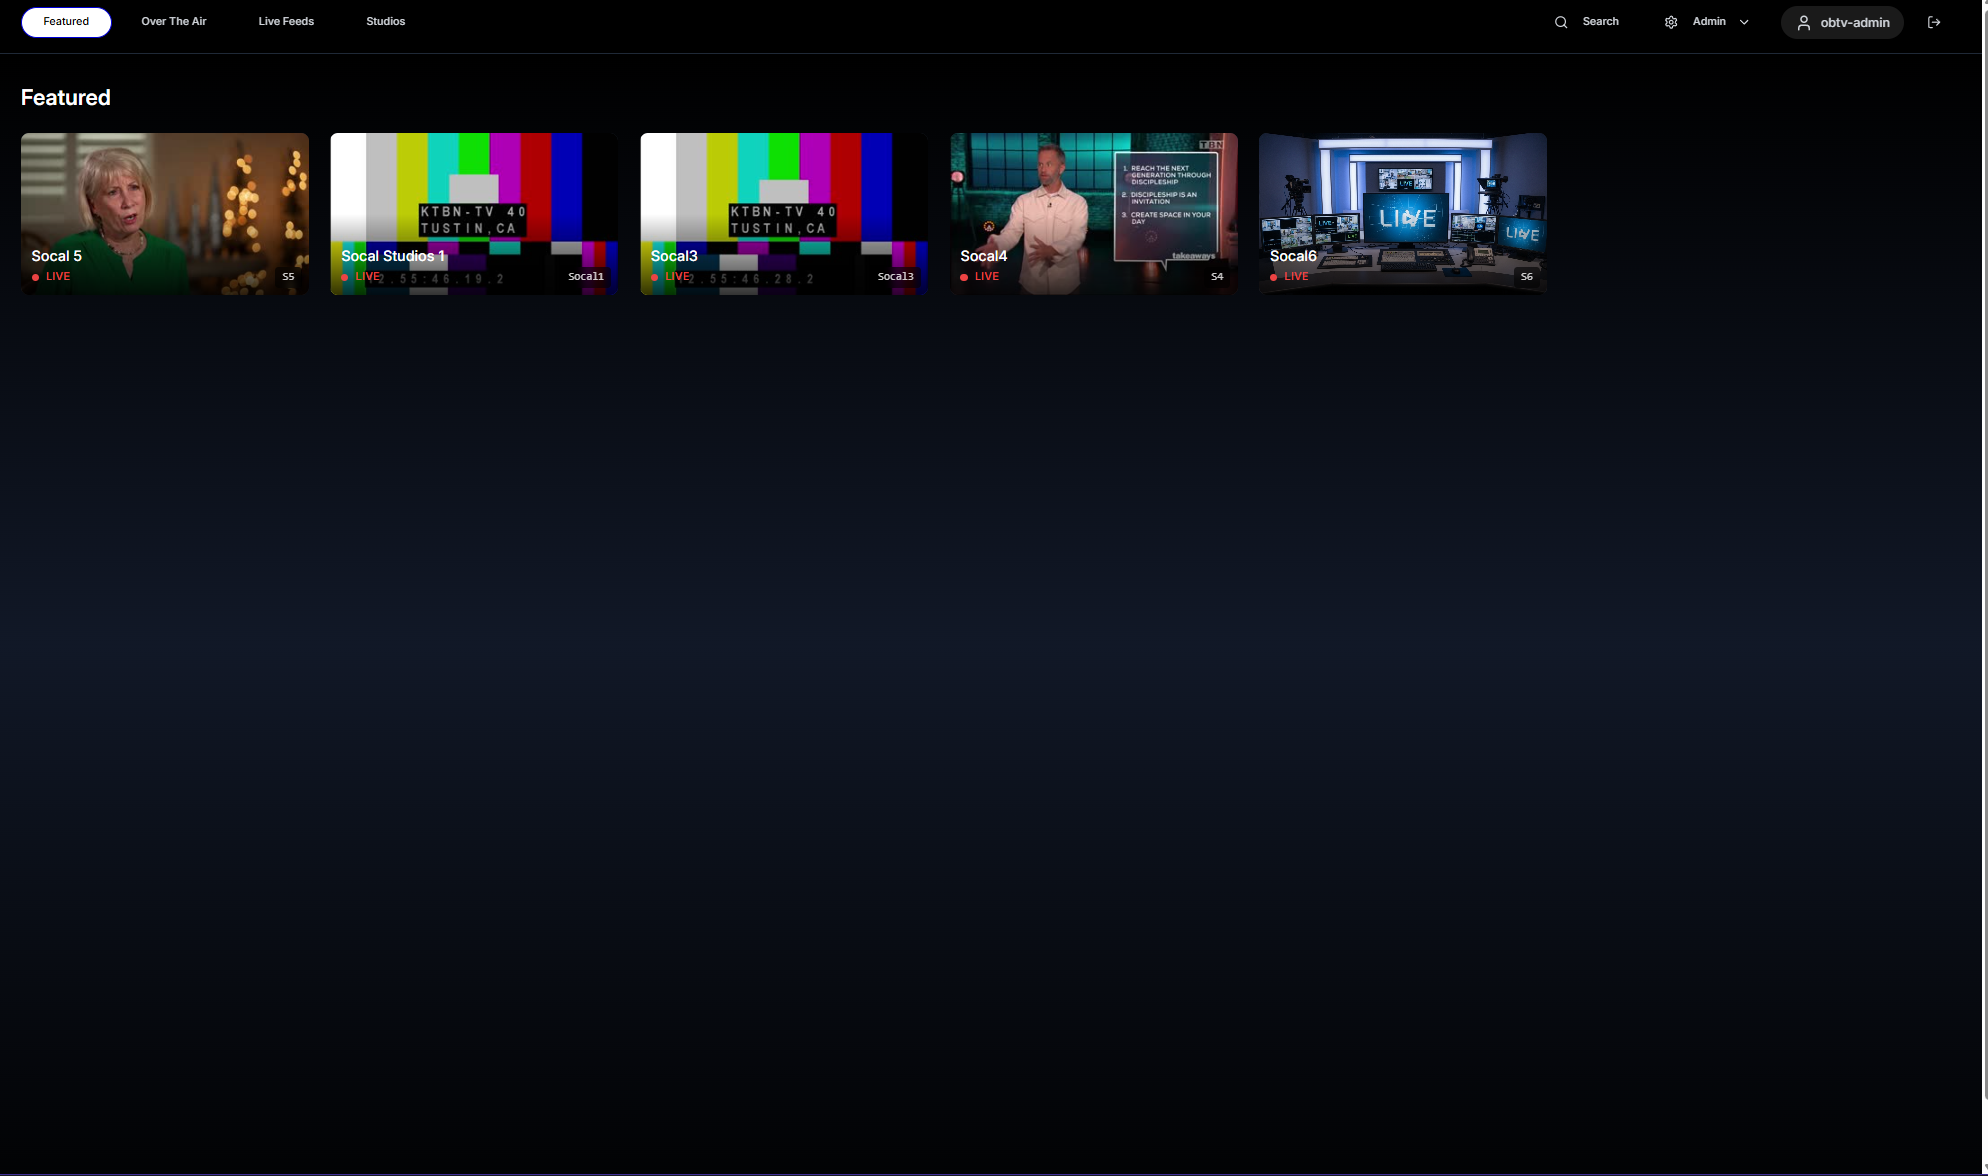 Featured
Over The Air
Live Feeds
Studios
Search
Admin
obtv-admin
Featured
Socal 5
LIVE
S5
KTBN-TV 40
TUSTIN,CA
Socal Studios 1
LIVE
2.55:46.19.2
Socal1
KTBN-TV 40
TUSTIN,CA
Socal3
LIVE
2.55:46.28.2
Socal3
TBN
1. REACH THE NEXT
GENERATION THROUGH
DISCIPLESHIP
2. DISCIPLESHIP IS AN
INVITATION
3. CREATE SPACE IN YOUR
DAY
takeaways
Socal4
LIVE
S4
LIVE
LIVE
LIVE
LIVE
Socal6
LIVE
S6